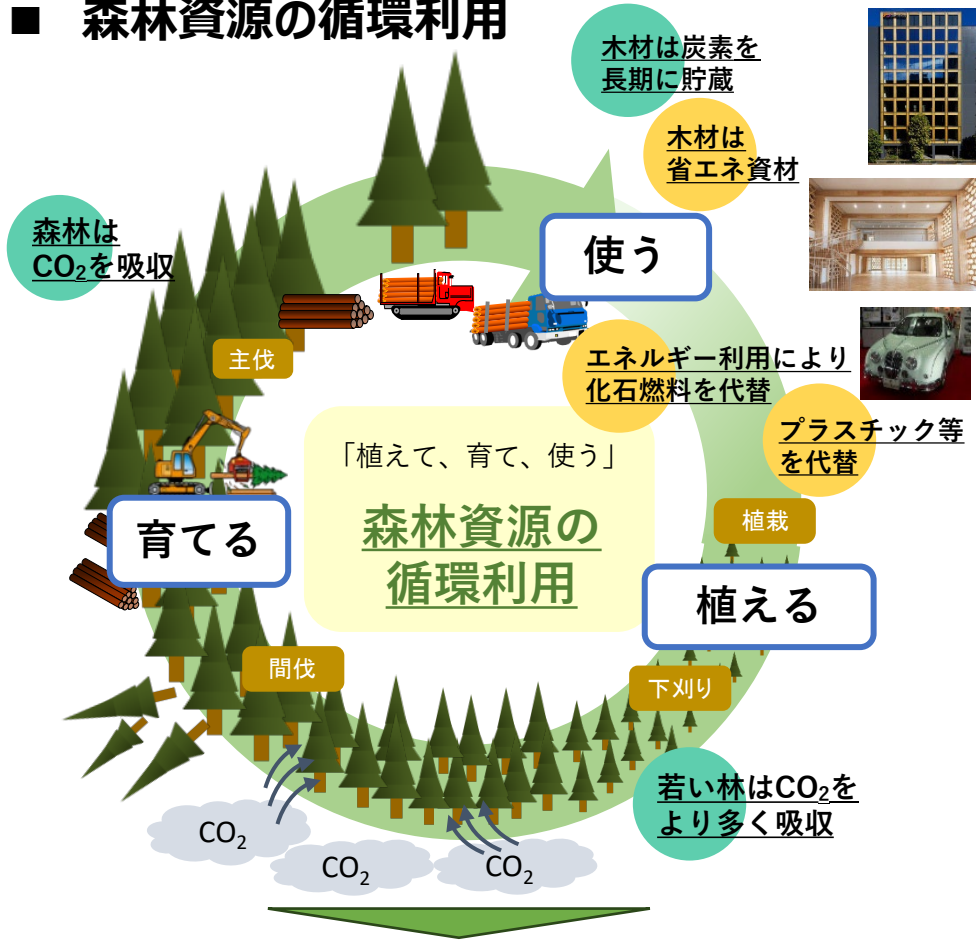 ■ 森林資源の循環利用
木材は炭素を
長期に貯蔵
木材は
省エネ資材
森林は
CO₂を吸収
使う
主伐
エネルギー利用により
化石燃料を代替
プラスチック等
を代替
「植えて、育て、使う」
森林資源の
循環利用
育てる
植栽
植える
間伐
下刈り
若い林はCO₂を
より多く吸収
CO₂
CO₂
CO₂